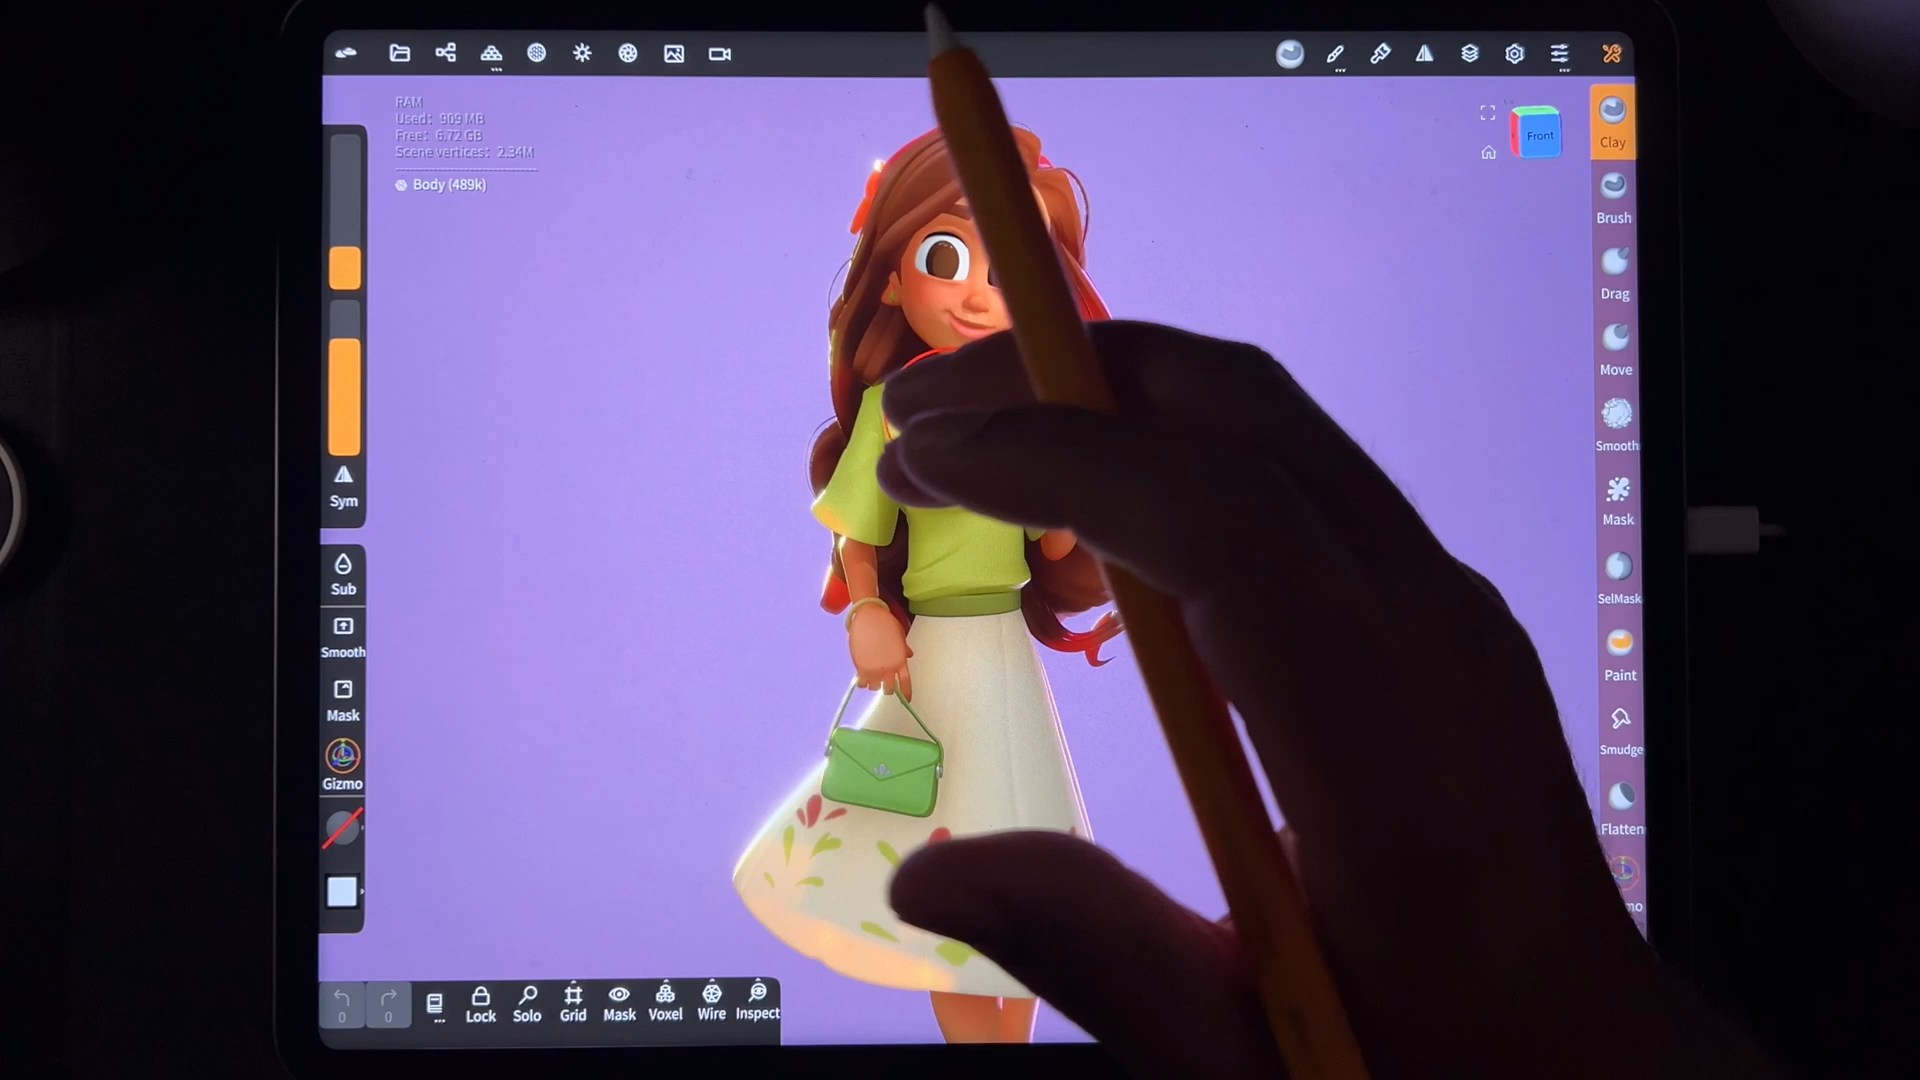 RAM
Used: 909 MB
Free: 6.72 GB
Scene vertices: 2.34M
Body (489k)
Front
Clay
Brush
Drag
Move
Smooth
Mask
SelMask
Paint
Smudge
Flatten
Sym
Sub
Smooth
Mask
Gizmo
0
0
Lock
Solo
Grid
Mask
Voxel
Wire
Inspect